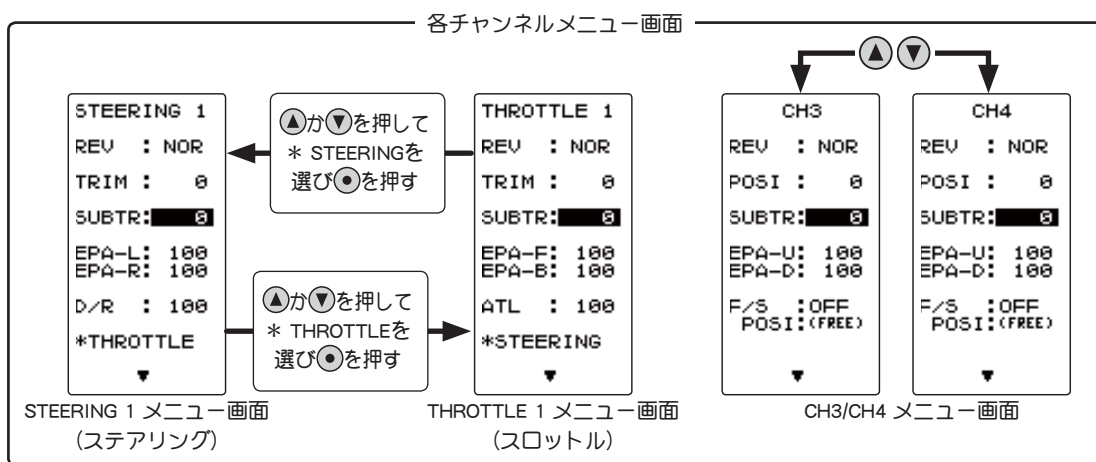 各チャンネルメニュー画面
STEERING 1
REV : NOR
TRIM : 0
SUBTR: 0
EPA-L: 100
EPA-R: 100
D/R : 100
*THROTTLE
▼
STEERING 1 メニュー画面
(ステアリング)
▲か▼を押して
＊ STEERINGを
選び●を押す
▲か▼を押して
＊ THROTTLEを
選び●を押す
THROTTLE 1
REV : NOR
TRIM : 0
SUBTR: 0
EPA-F: 100
EPA-B: 100
ATL : 100
*STEERING
▼
THROTTLE 1 メニュー画面
(スロットル)
▲▼
CH3
REV : NOR
POSI : 0
SUBTR: 0
EPA-U: 100
EPA-D: 100
F/S :OFF
POSI:(FREE)
▼
CH4
REV : NOR
POSI : 0
SUBTR: 0
EPA-U: 100
EPA-D: 100
F/S :OFF
POSI:(FREE)
▼
CH3/CH4 メニュー画面